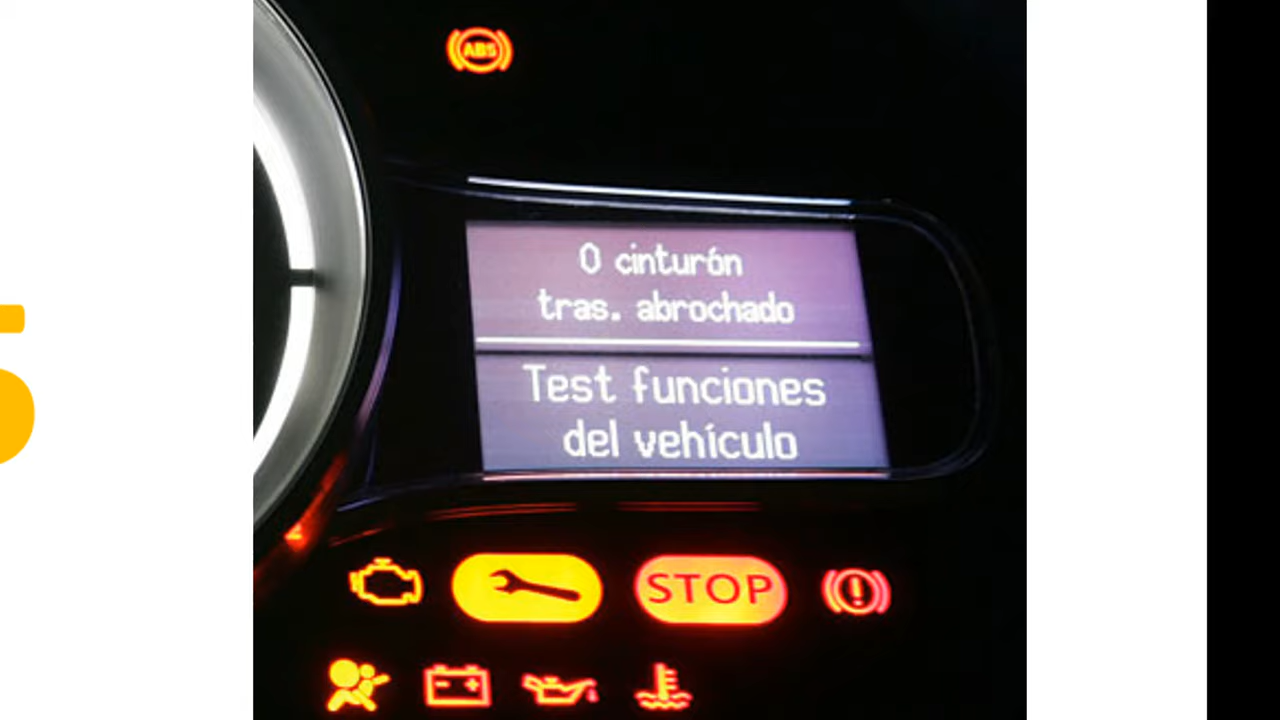 ABS
0 cinturón
tras. abrochado
Test funciones
del vehículo
STOP